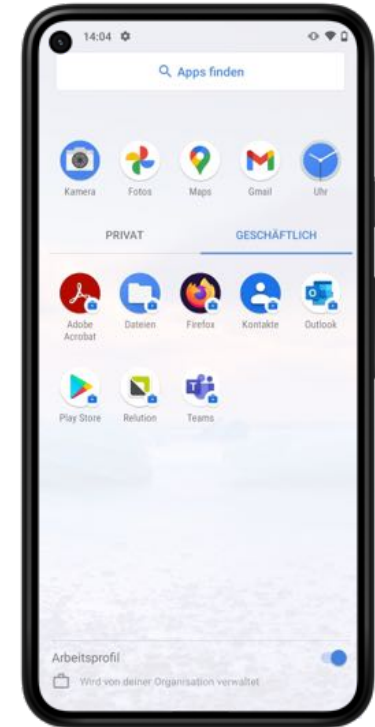 14:04
Apps finden
Kamera Fotos Maps Gmail Uhr
PRIVAT GESCHÄFTLICH
Adobe Acrobat Dateien Firefox Kontakte Outlook
Play Store Relution Teams
Arbeitsprofil
Wird von deiner Organisation verwaltet